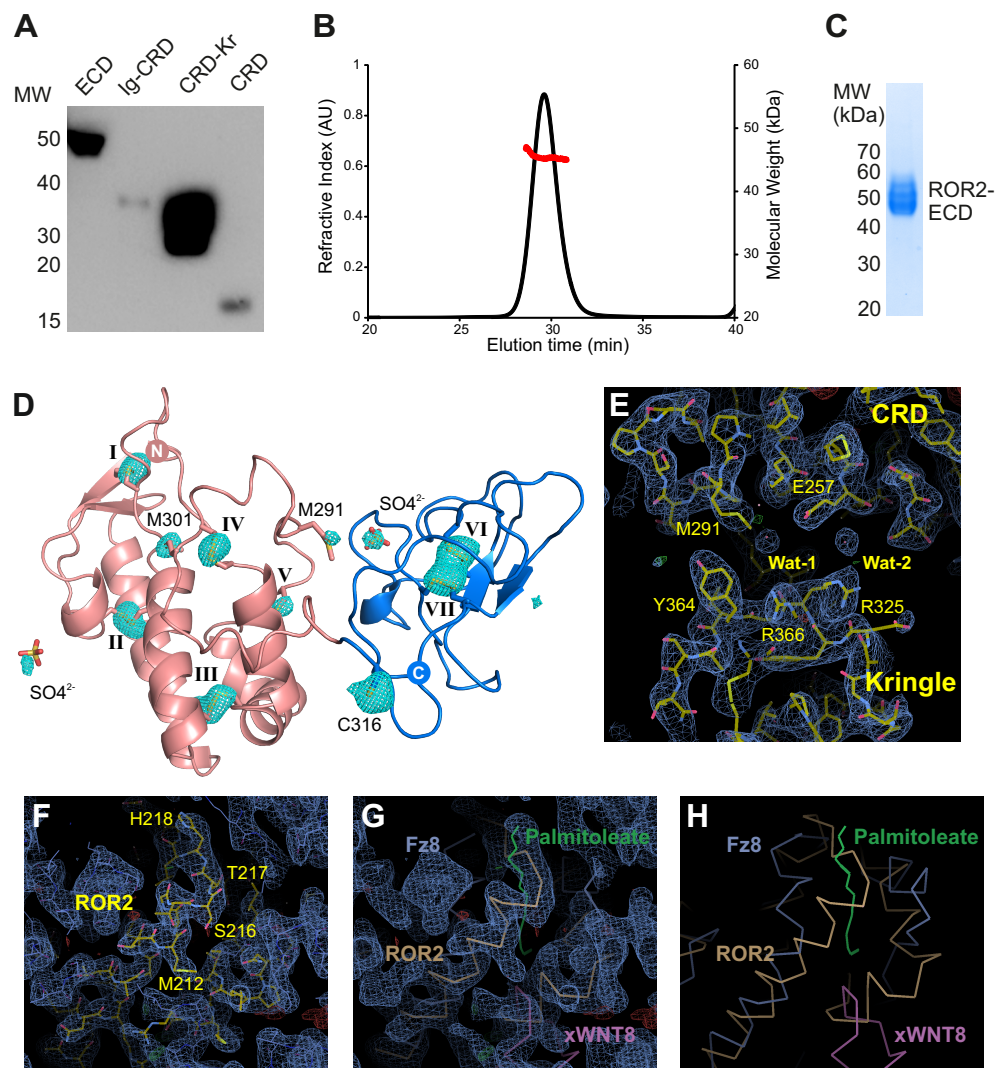 A
ECD
Ig-CRD
CRD-Kr
CRD
MW
50
40
30
20
15
B
Refractive Index (AU)
1
0.8
0.6
0.4
0.2
0
20
25
30
35
40
Elution time (min)
60
50
40
30
20
Molecular Weight (kDa)
C
MW
(kDa)
70
60
50
40
30
20
ROR2-
ECD
D
I
N
M301
IV
M291
SO4²⁻
VI
V
VII
II
III
SO4²⁻
C
C316
E
CRD
E257
M291
Wat-1
Wat-2
Y364
R325
R366
Kringle
F
H218
T217
ROR2
S216
M212
G
Palmitoleate
Fz8
ROR2
xWNT8
H
Fz8
Palmitoleate
ROR2
xWNT8